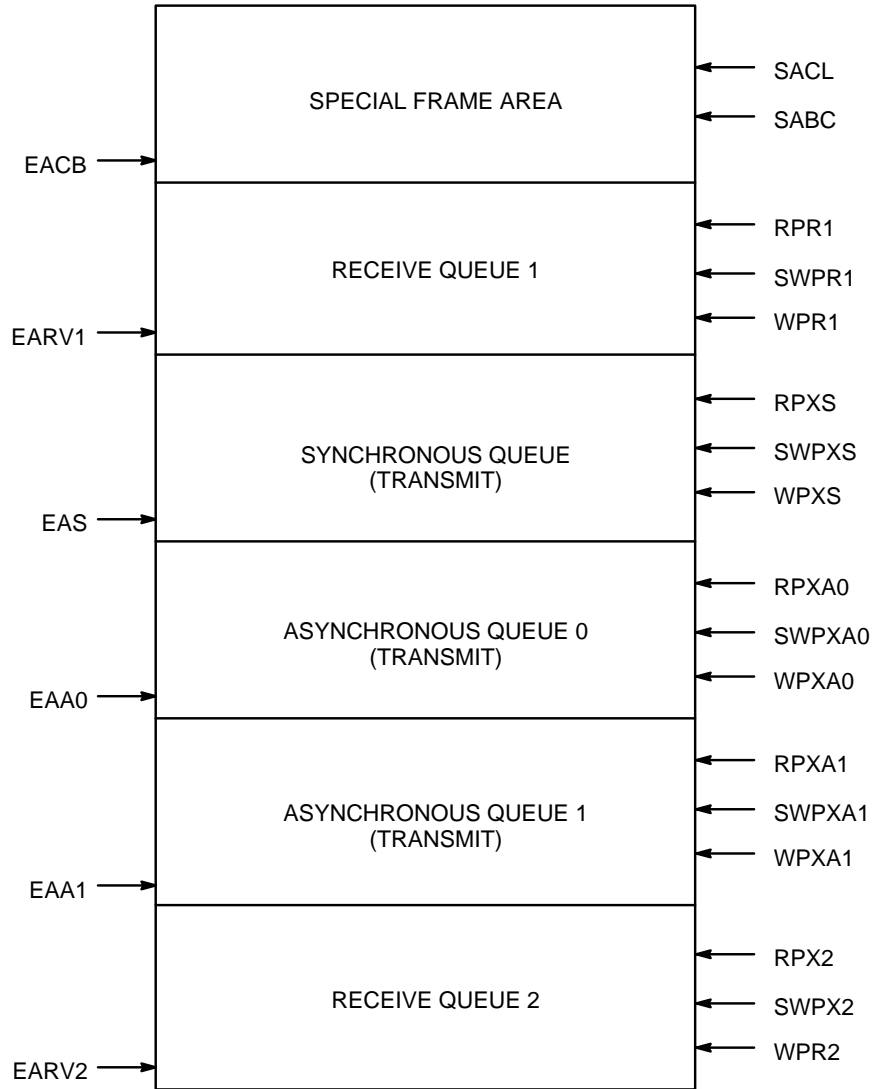 SPECIAL FRAME AREA
SACL
SABC
EACB
RPR1
RECEIVE QUEUE 1
SWPR1
WPR1
EARV1
RPXS
SYNCHRONOUS QUEUE
(TRANSMIT)
SWPXS
WPXS
EAS
RPXA0
ASYNCHRONOUS QUEUE 0
(TRANSMIT)
SWPXA0
WPXA0
EAA0
RPXA1
ASYNCHRONOUS QUEUE 1
(TRANSMIT)
SWPXA1
WPXA1
EAA1
RPX2
RECEIVE QUEUE 2
SWPX2
WPR2
EARV2